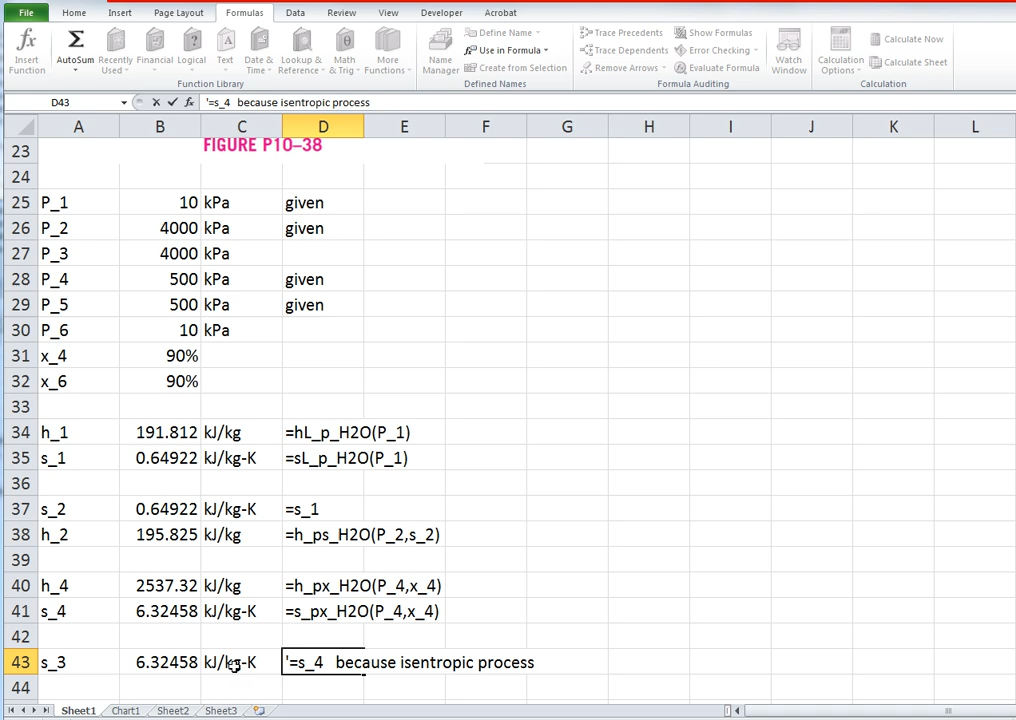 File Home Insert Page Layout Formulas Data Review View Developer Acrobat
fx Insert Function
Σ AutoSum
Recently Used
Financial
Logical
Text
Date & Time
Lookup & Reference
Math & Trig
More Functions
Function Library
Name Manager
Define Name
Use in Formula
Create from Selection
Defined Names
Trace Precedents
Trace Dependents
Remove Arrows
Show Formulas
Error Checking
Evaluate Formula
Formula Auditing
Watch Window
Calculation Options
Calculate Now
Calculate Sheet
Calculation
D43 fx '=s_4 because isentropic process
A B C D E F G H I J K L
23 FIGURE P10–38
24
25 P_1 10 kPa given
26 P_2 4000 kPa given
27 P_3 4000 kPa
28 P_4 500 kPa given
29 P_5 500 kPa given
30 P_6 10 kPa
31 x_4 90%
32 x_6 90%
33
34 h_1 191.812 kJ/kg =hL_p_H2O(P_1)
35 s_1 0.64922 kJ/kg-K =sL_p_H2O(P_1)
36
37 s_2 0.64922 kJ/kg-K =s_1
38 h_2 195.825 kJ/kg =h_ps_H2O(P_2,s_2)
39
40 h_4 2537.32 kJ/kg =h_px_H2O(P_4,x_4)
41 s_4 6.32458 kJ/kg-K =s_px_H2O(P_4,x_4)
42
43 s_3 6.32458 kJ/kg-K '=s_4 because isentropic process
44
Sheet1 Chart1 Sheet2 Sheet3